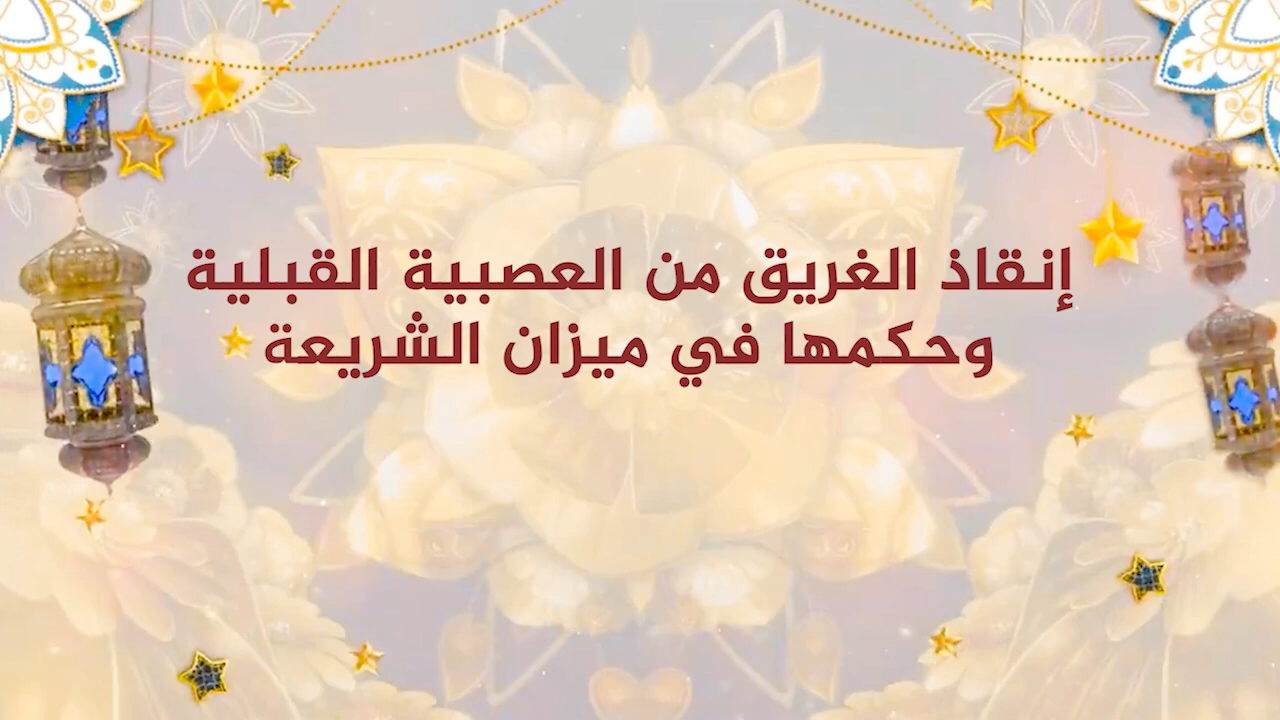 إنقاذ الغريق من العصبية القبلية
وحكمها في ميزان الشريعة